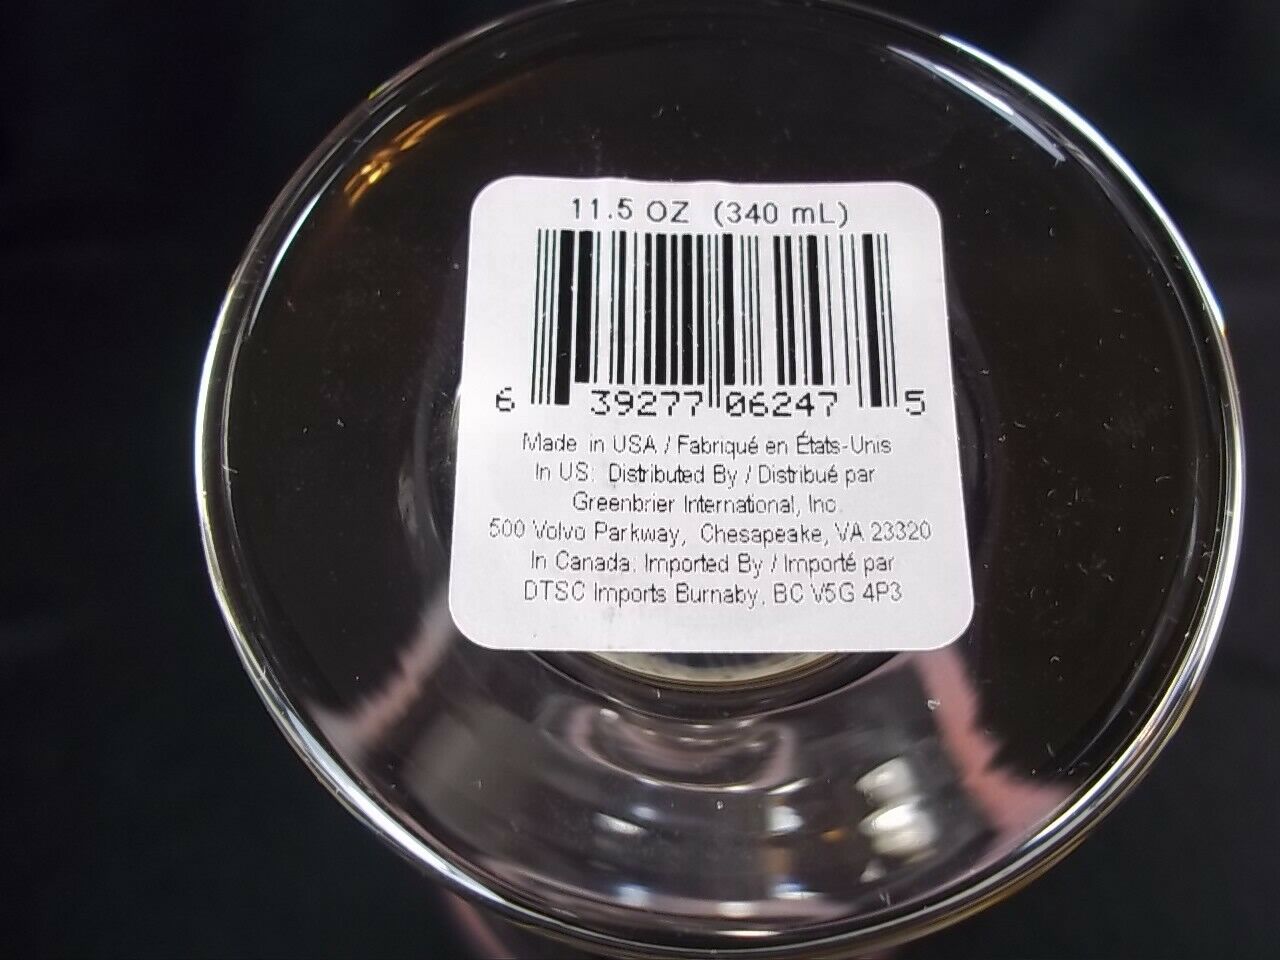 11.5 OZ (340 mL)
6 39277 06247 5
Made in USA / Fabriqué en États-Unis
In US: Distributed By / Distribué par
Greenbrier International, Inc.
500 Volvo Parkway, Chesapeake, VA 23320
In Canada: Imported By / Importé par
DTSC Imports Burnaby, BC V5G 4P3